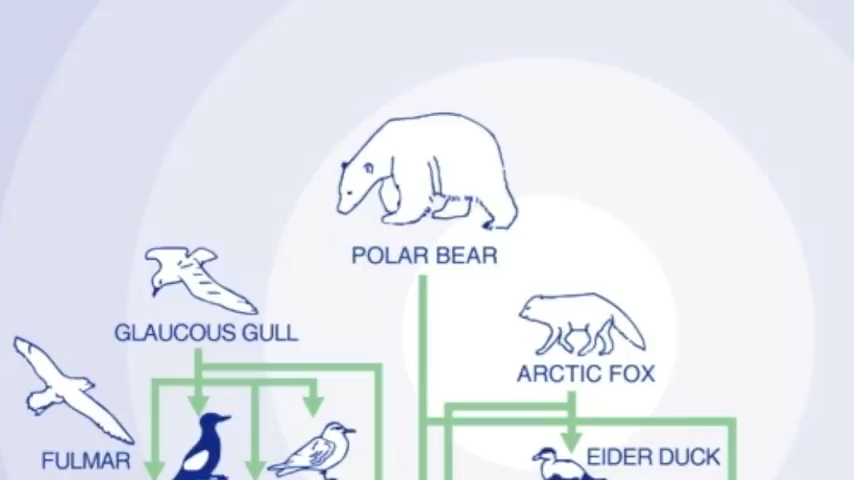 POLAR BEAR
GLAUCOUS GULL
ARCTIC FOX
FULMAR
EIDER DUCK